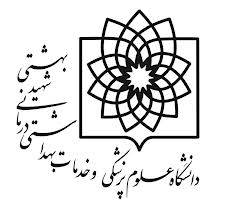 دانشگاه علوم پزشکی و خدمات بهداشتی درمانی شهید بهشتی